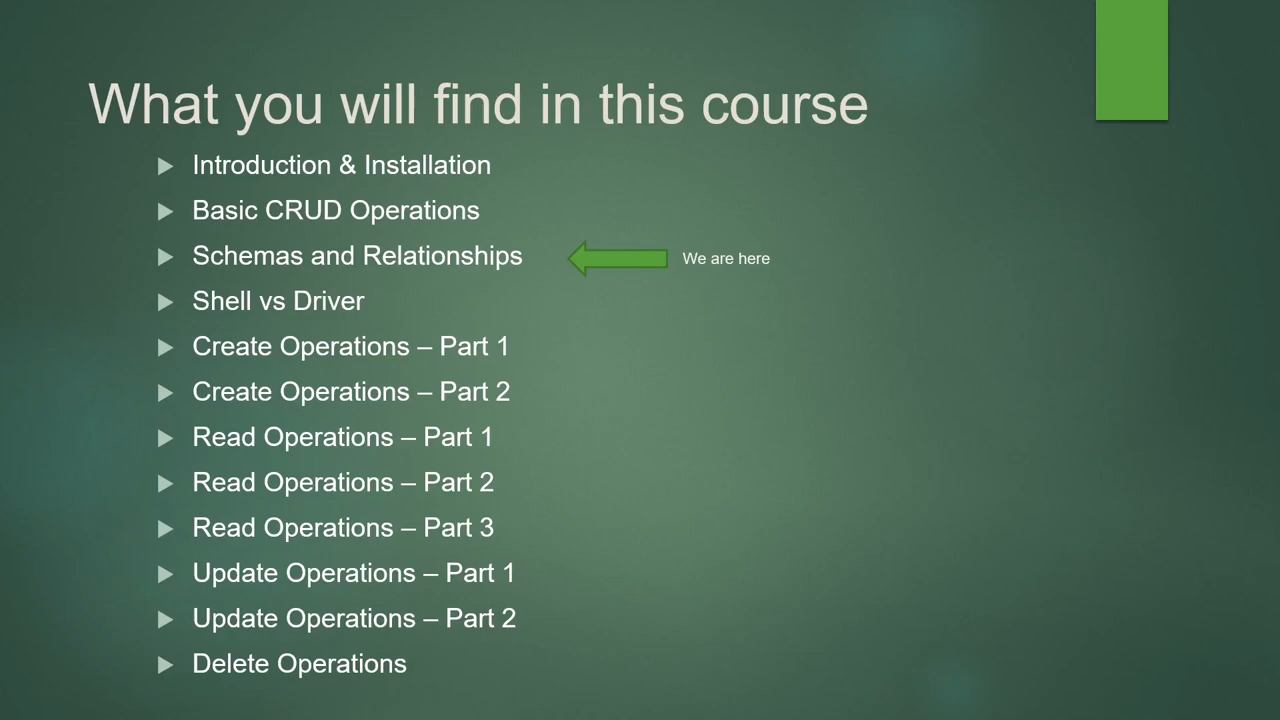 What you will find in this course
Introduction & Installation
Basic CRUD Operations
Schemas and Relationships
We are here
Shell vs Driver
Create Operations – Part 1
Create Operations – Part 2
Read Operations – Part 1
Read Operations – Part 2
Read Operations – Part 3
Update Operations – Part 1
Update Operations – Part 2
Delete Operations